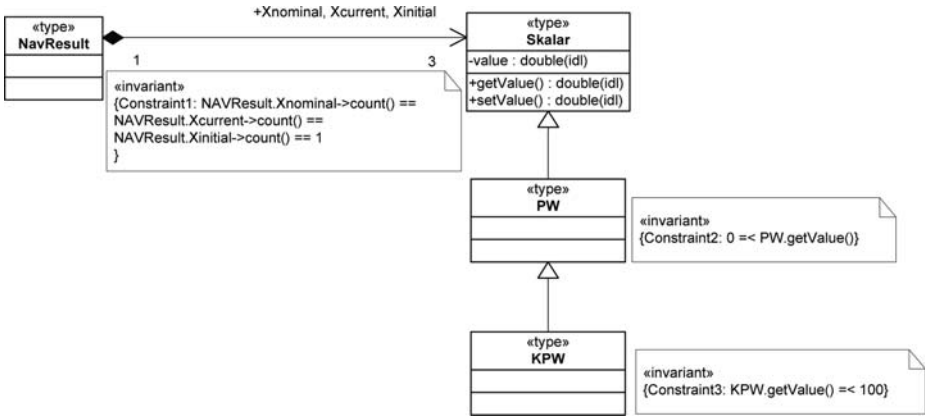 +Xnominal, Xcurrent, Xinitial
«type»
NavResult
1
3
«type»
Skalar
-value : double(idl)
+getValue() : double(idl)
+setValue() : double(idl)
«invariant»
{Constraint1: NAVResult.Xnominal->count() ==
NAVResult.Xcurrent->count() ==
NAVResult.Xinitial->count() == 1
}
«type»
PW
«invariant»
{Constraint2: 0 =< PW.getValue()}
«type»
KPW
«invariant»
{Constraint3: KPW.getValue() =< 100}